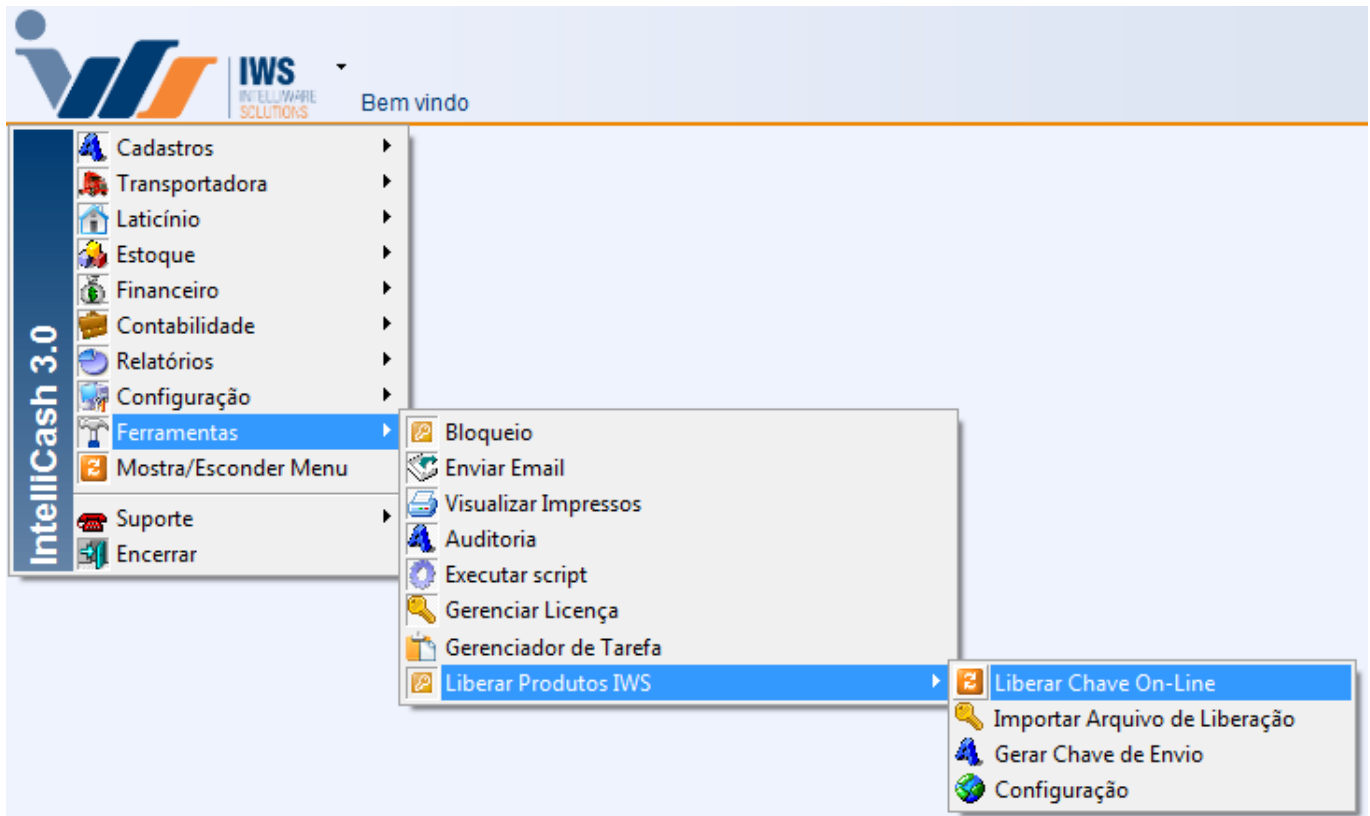 IWS
INTELLIWARE
SOLUTIONS
Bem vindo
IntelliCash 3.0
Cadastros
Transportadora
Laticínio
Estoque
Financeiro
Contabilidade
Relatórios
Configuração
Ferramentas
Mostra/Esconder Menu
Suporte
Encerrar
Bloqueio
Enviar Email
Visualizar Impressos
Auditoria
Executar script
Gerenciar Licença
Gerenciador de Tarefa
Liberar Produtos IWS
Liberar Chave On-Line
Importar Arquivo de Liberação
Gerar Chave de Envio
Configuração